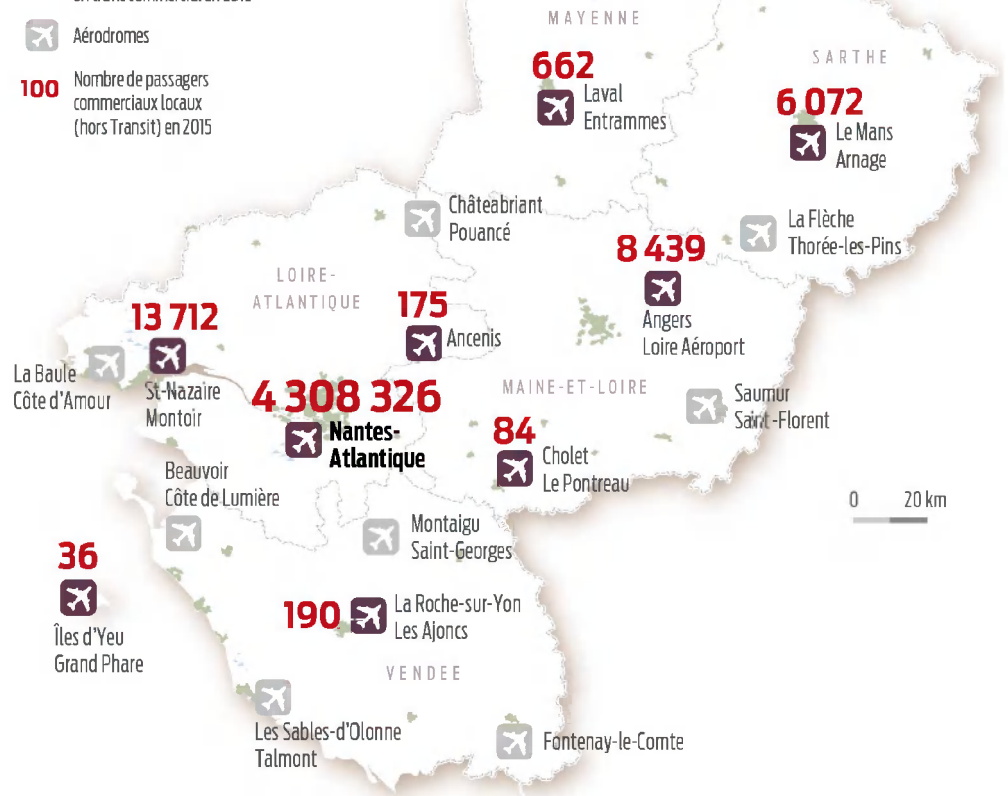 Aérodromes
100
Nombre de passagers
commerciaux locaux
(hors Transit) en 2015
MAYENNE
662
Laval
Entrammes
SARTHE
6 072
Le Mans
Arnage
Châteabriant
Pouancé
La Flèche
Thorée-les-Pins
8 439
Angers
Loire Aéroport
LOIRE-
ATLANTIQUE
175
Ancenis
13 712
St-Nazaire
Montoir
La Baule
Côte d'Amour
4 308 326
Nantes-
Atlantique
MAINE-ET-LOIRE
Saumur
Saint-Florent
84
Cholet
Le Pontreau
Beauvoir
Côte de Lumière
0 20 km
Montaigu
Saint-Georges
36
Îles d'Yeu
Grand Phare
190
La Roche-sur-Yon
Les Ajoncs
VENDEE
Les Sables-d'Olonne
Talmont
Fontenay-le-Comte